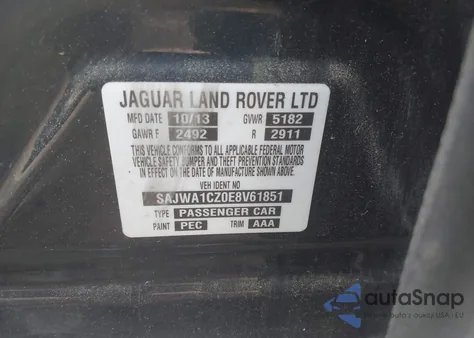 JAGUAR LAND ROVER LTD
MFD DATE 10/13 GVWR 5182
GAWR F 2492 R 2911
THIS VEHICLE CONFORMS TO ALL APPLICABLE FEDERAL MOTOR
VEHICLE SAFETY, BUMPER AND THEFT PREVENTION STANDARDS
IN EFFECT ON THE DATE OF MANUFACTURE SHOWN ABOVE
VEH IDENT NO
SAJWA1CZ0E8V61851
TYPE PASSENGER CAR
PAINT PEC TRIM AAA
autaSnap